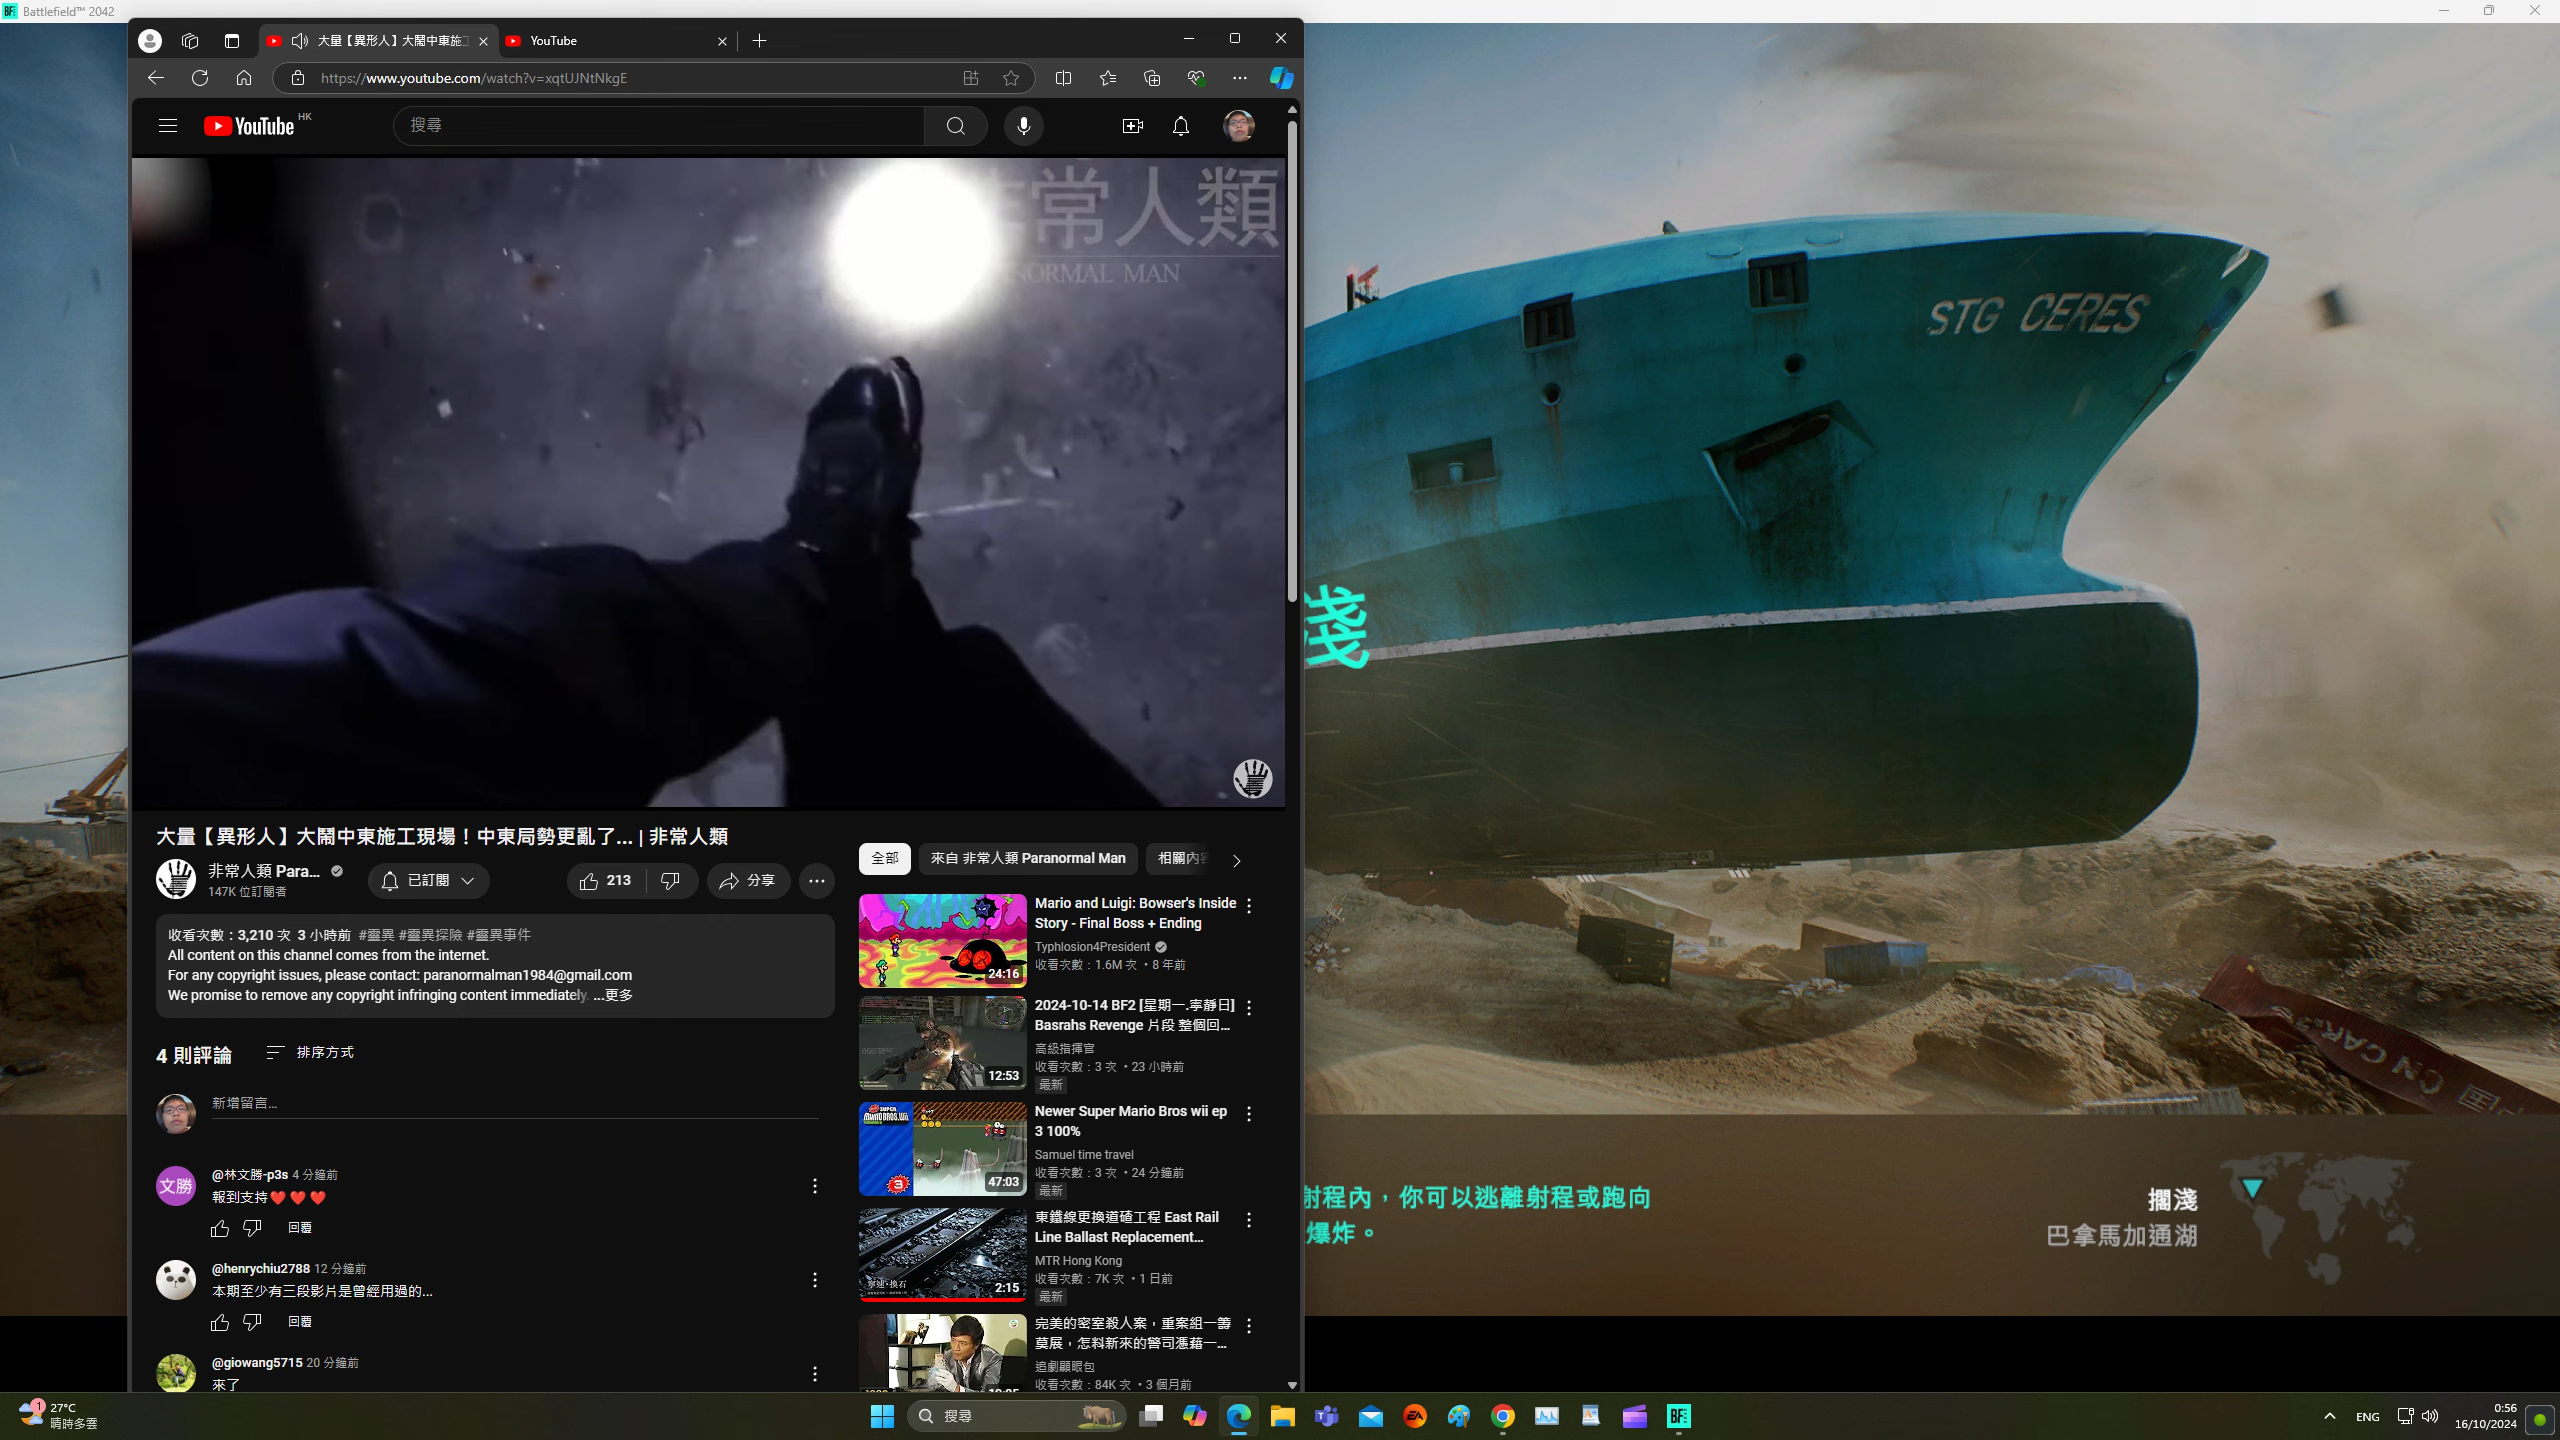 Battlefield™ 2042
大量【異形人】大鬧中東施工
YouTube
https://www.youtube.com/watch?v=xqtUJNtNkgE
YouTube HK
搜尋
常人類
NORMAL MAN
STG CERES
淺
大量【異形人】大鬧中東施工現場！中東局勢更亂了... | 非常人類
非常人類 Para...
147K 位訂閱者
已訂閱
213
分享
收看次數：3,210 次 3 小時前 #靈異 #靈異探險 #靈異事件
All content on this channel comes from the internet.
For any copyright issues, please contact: paranormalman1984@gmail.com
We promise to remove any copyright infringing content immediately. ...更多
4 則評論
排序方式
新增留言...
@林文勝-p3s 4 分鐘前
文勝
報到支持❤️❤️❤️
回覆
@henrychiu2788 12 分鐘前
本期至少有三段影片是曾經用過的...
回覆
@giowang5715 20 分鐘前
來了
全部
來自 非常人類 Paranormal Man
相關內容
Mario and Luigi: Bowser's Inside
Story - Final Boss + Ending
Typhlosion4President
收看次數：1.6M 次 • 8 年前
24:16
2024-10-14 BF2 [星期一.寧靜日]
Basrahs Revenge 片段 整個回...
高級指揮官
收看次數：3 次 • 23 小時前
最新
12:53
Newer Super Mario Bros wii ep
3 100%
Samuel time travel
收看次數：3 次 • 24 分鐘前
最新
3
47:03
東鐵線更換道碴工程 East Rail
Line Ballast Replacement...
MTR Hong Kong
收看次數：7K 次 • 1 日前
最新
2:15
完美的密室殺人案，重案組一籌
莫展，怎料新來的警司憑藉一...
追劇顯眼包
收看次數：84K 次 • 3 個月前
射程內，你可以逃離射程或跑向
爆炸。
擱淺
巴拿馬加通湖
1
27°C
晴時多雲
搜尋
EA
BF
ENG
0:56
16/10/2024